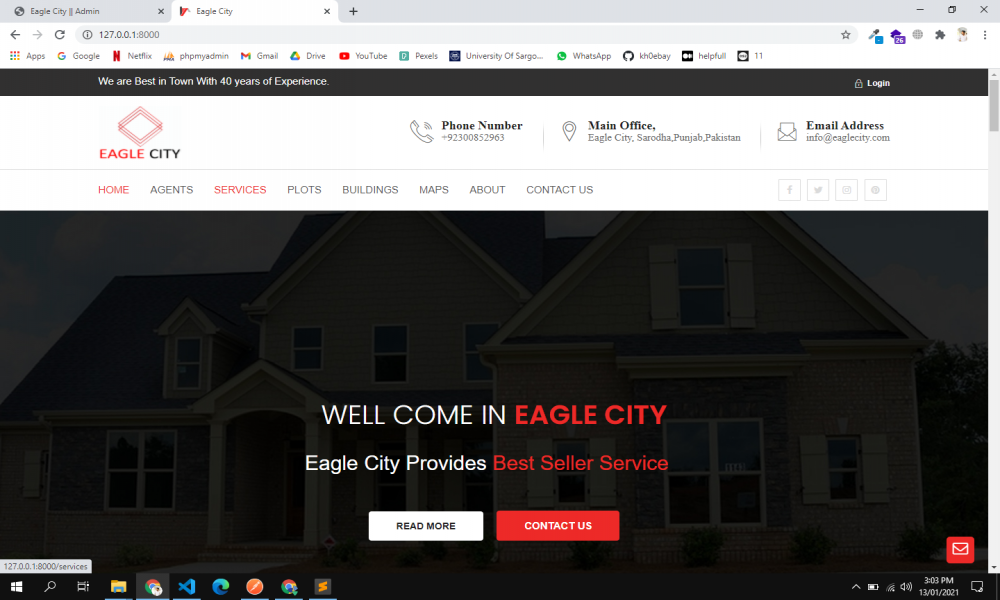 Eagle City || Admin
Eagle City
127.0.0.1:8000
Apps Google Netflix phpmyadmin Gmail Drive YouTube Pexels University Of Sargo... WhatsApp kh0ebay helpfull 11
26
We are Best in Town With 40 years of Experience.
Login
EAGLE CITY
Phone Number
+92300852963
Main Office,
Eagle City, Sarodha,Punjab,Pakistan
Email Address
info@eaglecity.com
HOME AGENTS SERVICES PLOTS BUILDINGS MAPS ABOUT CONTACT US
WELL COME IN EAGLE CITY
Eagle City Provides Best Seller Service
READ MORE
CONTACT US
127.0.0.1:8000/services
3:03 PM
13/01/2021